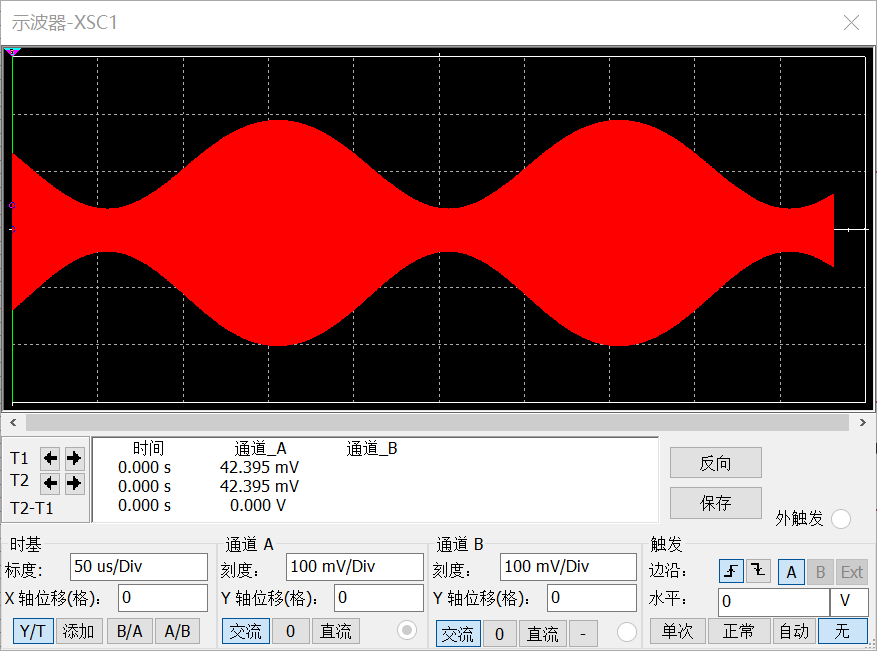 示波器-XSC1
时间 通道_A 通道_B
T1 0.000 s 42.395 mV
T2 0.000 s 42.395 mV
T2-T1 0.000 s 0.000 V
反向
保存
外触发
时基 通道 A 通道 B 触发
标度: 50 us/Div 刻度: 100 mV/Div 刻度: 100 mV/Div 边沿: A B Ext
X 轴位移(格): 0 Y 轴位移(格): 0 Y 轴位移(格): 0 水平: 0 V
Y/T 添加 B/A A/B 交流 0 直流 交流 0 直流 - 单次 正常 自动 无